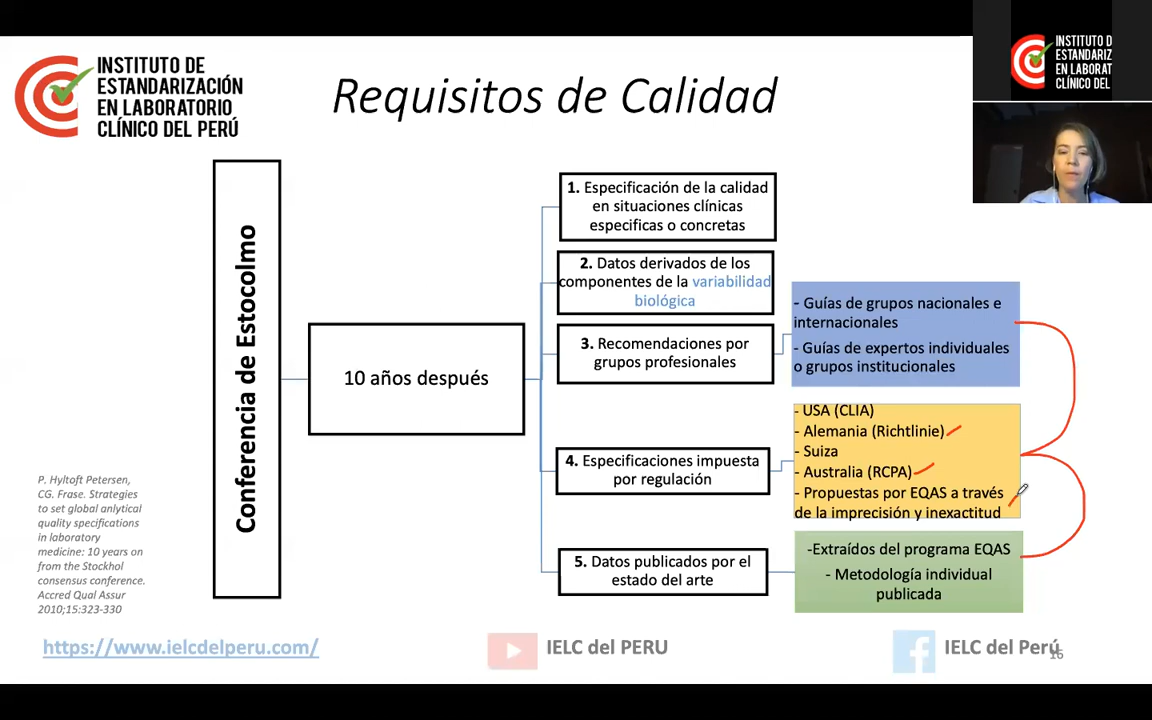 INSTITUTO DE
ESTANDARIZACIÓN
EN LABORATORIO
CLÍNICO DEL PERÚ
Requisitos de Calidad
INSTITUTO D
ESTANDARIZ
EN LABORAT
CLÍNICO DEL
Conferencia de Estocolmo
10 años después
1. Especificación de la calidad
en situaciones clínicas
especificas o concretas
2. Datos derivados de los
componentes de la variabilidad
biológica
3. Recomendaciones por
grupos profesionales
- Guías de grupos nacionales e
internacionales
- Guías de expertos individuales
o grupos institucionales
4. Especificaciones impuesta
por regulación
- USA (CLIA)
- Alemania (Richtlinie)
- Suiza
- Australia (RCPA)
- Propuestas por EQAS a través
de la imprecisión y inexactitud
5. Datos publicados por el
estado del arte
-Extraídos del programa EQAS
- Metodología individual
publicada
P. Hyltoft Petersen,
CG. Frase. Strategies
to set global anlytical
quality specifications
in laboratory
medicine: 10 years on
from the Stockhol
consensus conference.
Accred Qual Assur
2010;15:323-330
https://www.ielcdelperu.com/
IELC del PERU
IELC del Perú
16